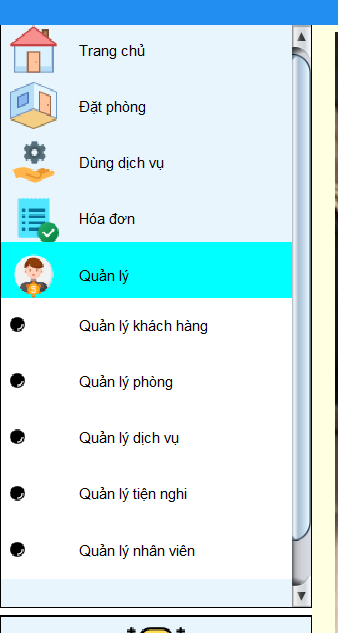 Trang chủ
Đặt phòng
Dùng dịch vụ
Hóa đơn
Quản lý
Quản lý khách hàng
Quản lý phòng
Quản lý dịch vụ
Quản lý tiện nghi
Quản lý nhân viên